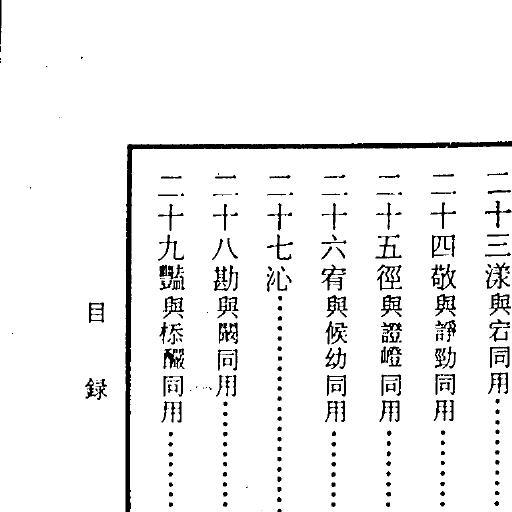 二十三漾與宕同用
二十四敬與諍勁同用
二十五徑與證嶝同用
二十六宥與候幼同用
二十七沁
二十八勘與闞同用
二十九豔與㮇釅同用
目録